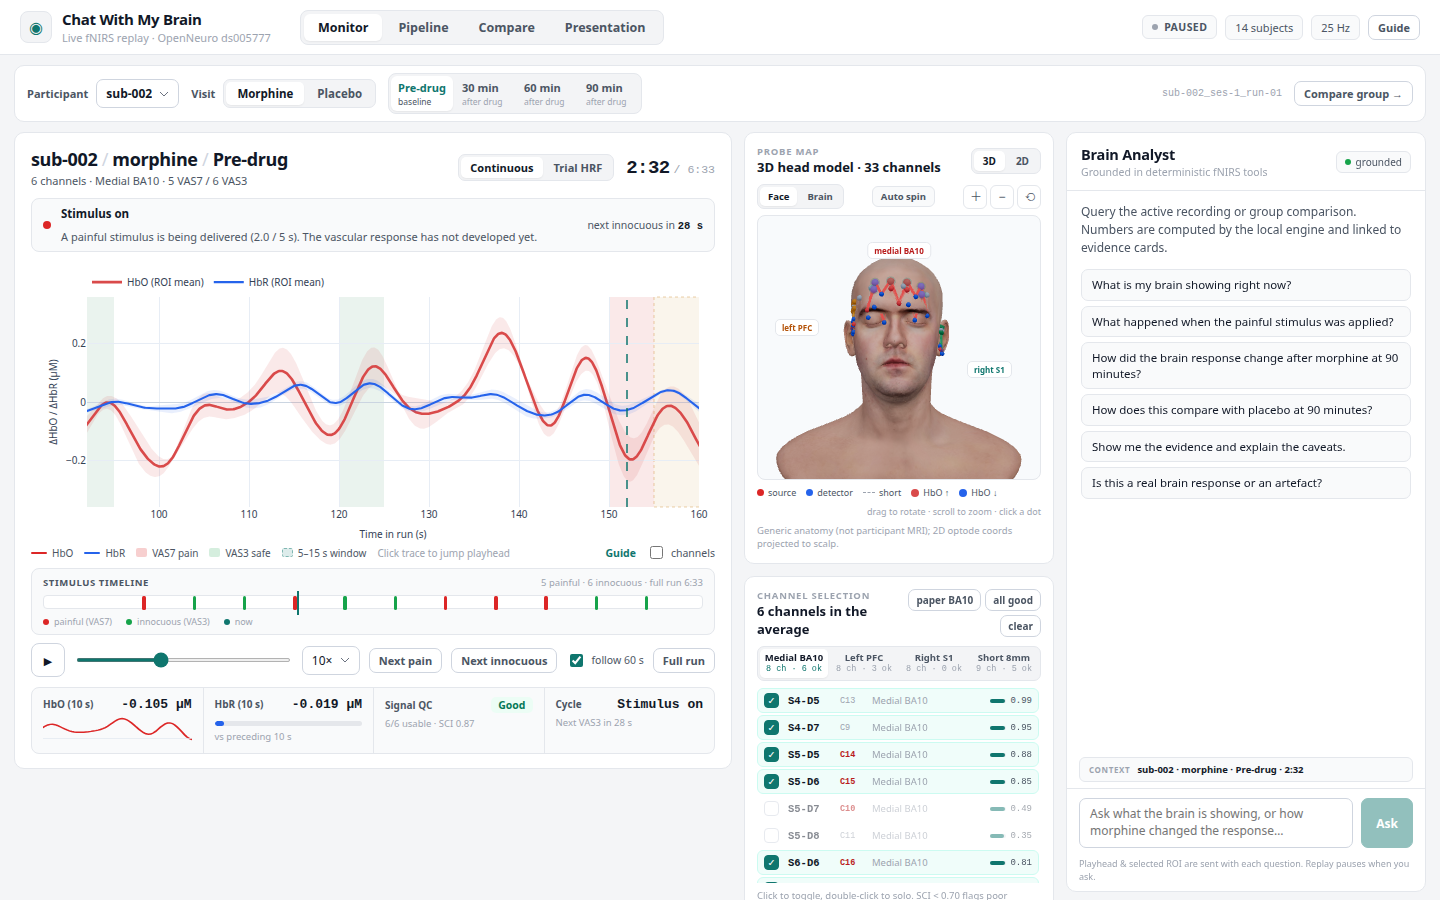 Chat With My Brain
Live fNIRS replay · OpenNeuro ds005777
Monitor Pipeline Compare Presentation
PAUSED 14 subjects 25 Hz Guide
Participant sub-002 Visit Morphine Placebo
Pre-drug 30 min 60 min 90 min
baseline after drug after drug after drug
sub-002_ses-1_run-01 Compare group →
sub-002 / morphine / Pre-drug
6 channels · Medial BA10 · 5 VAS7 / 6 VAS3
Continuous Trial HRF 2:32 / 6:33
Stimulus on
A painful stimulus is being delivered (2.0 / 5 s). The vascular response has not developed yet.
next innocuous in 28 s
HbO (ROI mean) HbR (ROI mean)
ΔHbO / ΔHbR (μM)
0.2
0
−0.2
100 110 120 130 140 150 160
Time in run (s)
HbO HbR VAS7 pain VAS3 safe 5–15 s window Click trace to jump playhead Guide channels
STIMULUS TIMELINE 5 painful · 6 innocuous · full run 6:33
painful (VAS7) innocuous (VAS3) now
▶ 10× Next pain Next innocuous follow 60 s Full run
HbO (10 s) -0.105 μM
HbR (10 s) -0.019 μM
vs preceding 10 s
Signal QC Good
6/6 usable · SCI 0.87
Cycle Stimulus on
Next VAS3 in 28 s
PROBE MAP
3D head model · 33 channels
3D 2D
Face Brain Auto spin + −
medial BA10
left PFC
right S1
source detector short HbO ↑ HbO ↓
drag to rotate · scroll to zoom · click a dot
Generic anatomy (not participant MRI); 2D optode coords
projected to scalp.
CHANNEL SELECTION
6 channels in the
average
paper BA10 all good
clear
Medial BA10 Left PFC Right S1 Short 8mm
8 ch · 6 ok 8 ch · 3 ok 8 ch · 0 ok 9 ch · 5 ok
S4-D5 C13 Medial BA10 0.99
S4-D7 C9 Medial BA10 0.95
S5-D5 C14 Medial BA10 0.88
S5-D6 C15 Medial BA10 0.85
S5-D7 C10 Medial BA10 0.49
S5-D8 C11 Medial BA10 0.35
S6-D6 C16 Medial BA10 0.81
Click to toggle, double-click to solo. SCI < 0.70 flags poor
Brain Analyst
Grounded in deterministic fNIRS tools
grounded
Query the active recording or group comparison.
Numbers are computed by the local engine and linked to
evidence cards.
What is my brain showing right now?
What happened when the painful stimulus was applied?
How did the brain response change after morphine at 90
minutes?
How does this compare with placebo at 90 minutes?
Show me the evidence and explain the caveats.
Is this a real brain response or an artefact?
CONTEXT sub-002 · morphine · Pre-drug · 2:32
Ask what the brain is showing, or how
morphine changed the response...
Ask
Playhead & selected ROI are sent with each question. Replay pauses when you
ask.